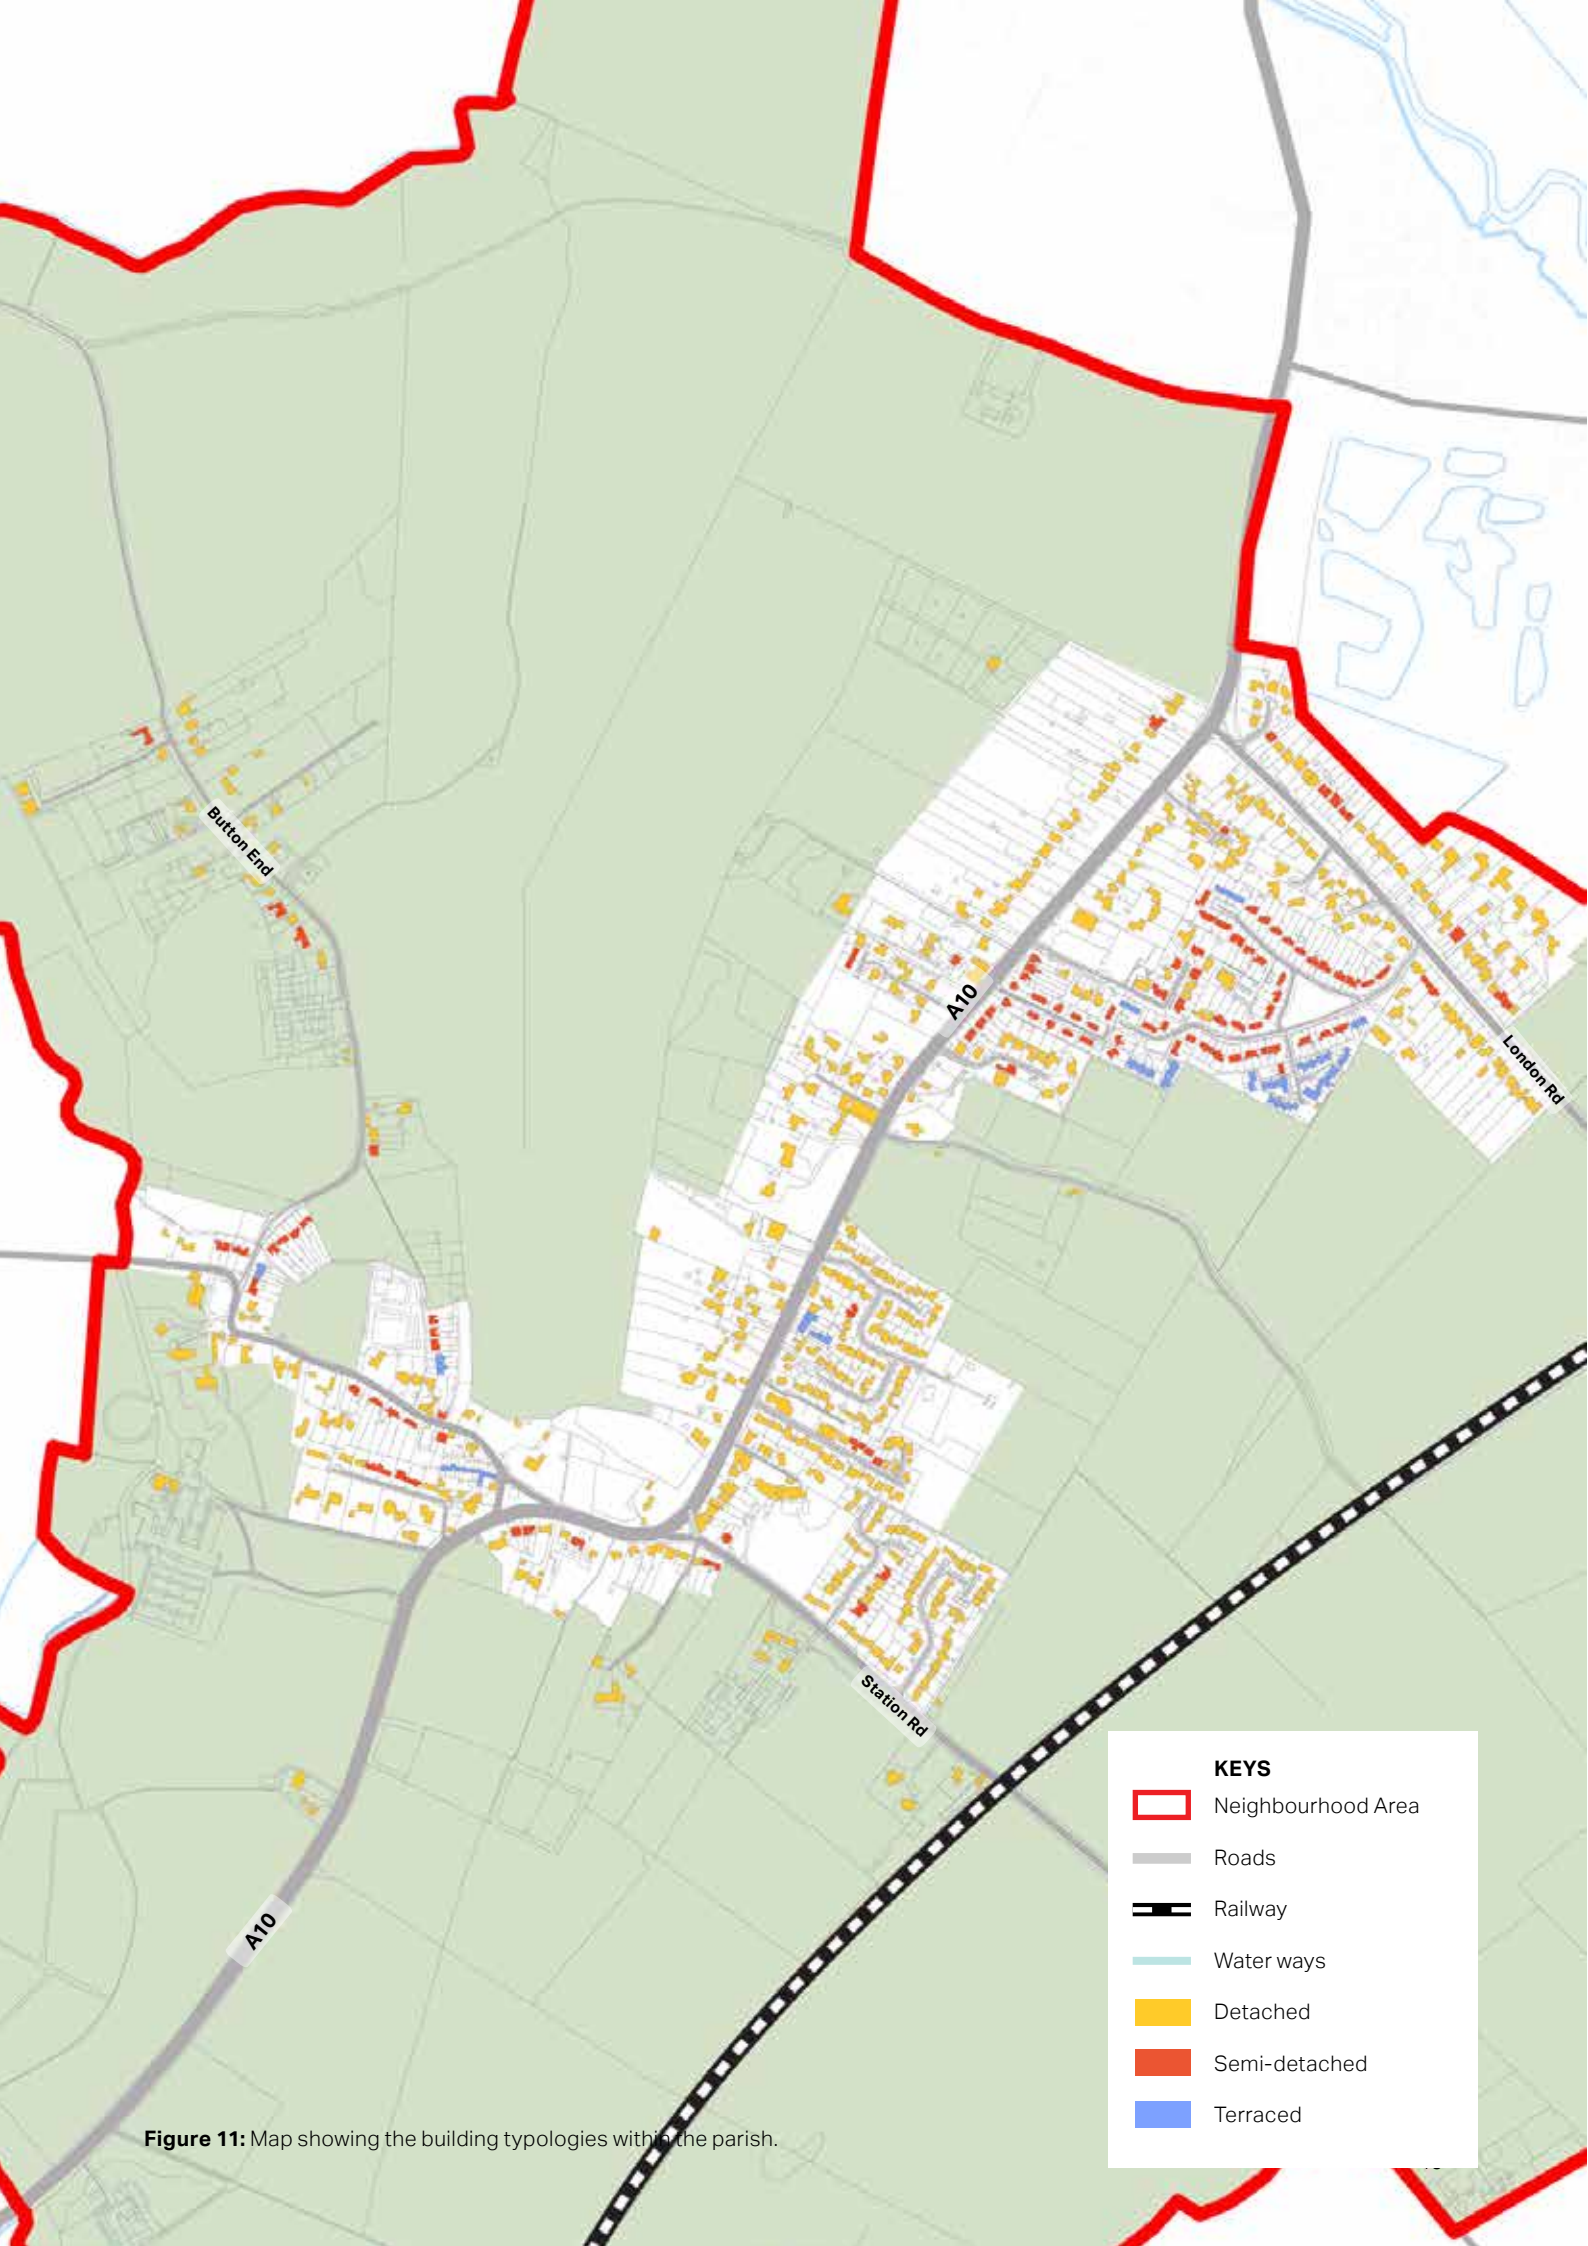 Button End
A10
London Rd
Station Rd
A10
KEYS
Neighbourhood Area
Roads
Railway
Water ways
Detached
Semi-detached
Terraced
Figure 11: Map showing the building typologies within the parish.